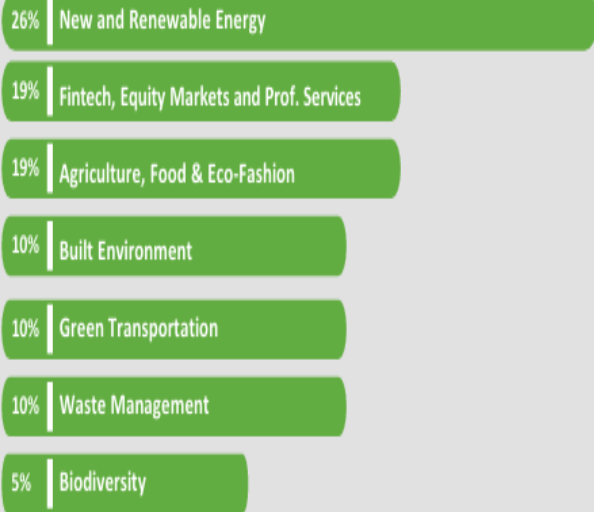 26% New and Renewable Energy
19% Fintech, Equity Markets and Prof. Services
19% Agriculture, Food & Eco-Fashion
10% Built Environment
10% Green Transportation
10% Waste Management
5% Biodiversity